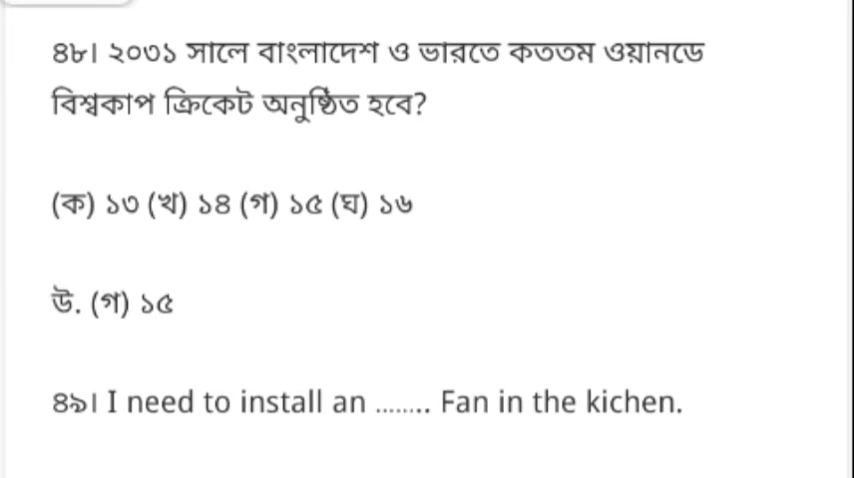 ৪৮। ২০৩১ সালে বাংলাদেশ ও ভারতে কততম ওয়ানডে
বিশ্বকাপ ক্রিকেট অনুষ্ঠিত হবে?
(ক) ১৩ (খ) ১৪ (গ) ১৫ (ঘ) ১৬
উ. (গ) ১৫
৪৯। I need to install an ........ Fan in the kichen.